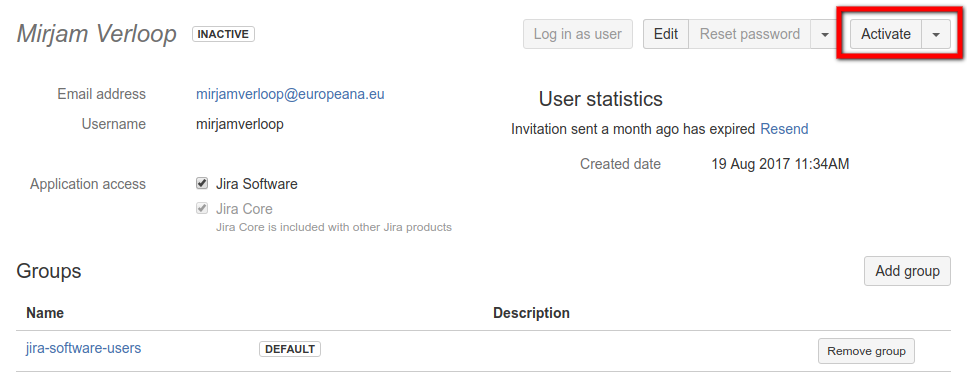 Mirjam Verloop INACTIVE Log in as user Edit Reset password Activate
Email address mirjamverloop@europeana.eu User statistics
Username mirjamverloop Invitation sent a month ago has expired Resend
Created date 19 Aug 2017 11:34AM
Application access Jira Software
Jira Core
Jira Core is included with other Jira products
Groups Add group
Name Description
jira-software-users DEFAULT Remove group